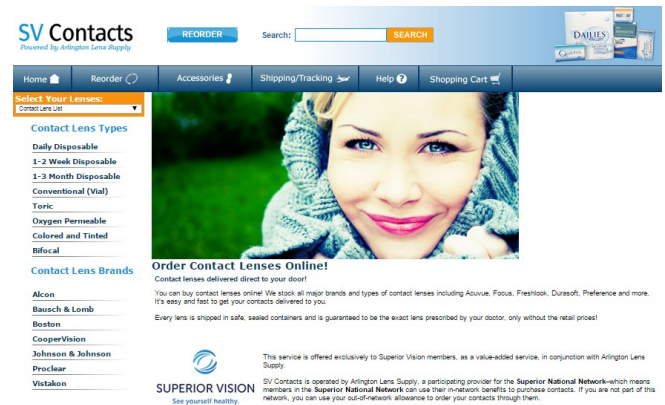 SV Contacts
Powered by Arlington Lens Supply
REORDER
Search:
SEARCH
DAILIES
Home
Reorder
Accessories
Shipping/Tracking
Help ?
Shopping Cart
Select Your Lenses:
Contact Lens List
Contact Lens Types
Daily Disposable
1-2 Week Disposable
1-3 Month Disposable
Conventional (Vial)
Toric
Oxygen Permeable
Colored and Tinted
Bifocal
Contact Lens Brands
Alcon
Bausch & Lomb
Boston
CooperVision
Johnson & Johnson
Proclear
Vistakon
Order Contact Lenses Online!
Contact lenses delivered direct to your door!
You can buy contact lenses online! We stock all major brands and types of contact lenses including Acuvue, Focus, Freshlook, Durasoft, Preference and more.
It's easy and fast to get your contacts delivered to you.
Every lens is shipped in safe, sealed containers and is guaranteed to be the exact lens prescribed by your doctor, only without the retail prices!
SUPERIOR VISION
See yourself healthy.
This service is offered exclusively to Superior Vision members, as a value-added service, in conjunction with Arlington Lens
Supply.
SV Contacts is operated by Arlington Lens Supply, a participating provider for the Superior National Network–which means
members in the Superior National Network can use their in-network benefits to purchase contacts. If you are not part of this
network, you can use your out-of-network allowance to order your contacts through them.